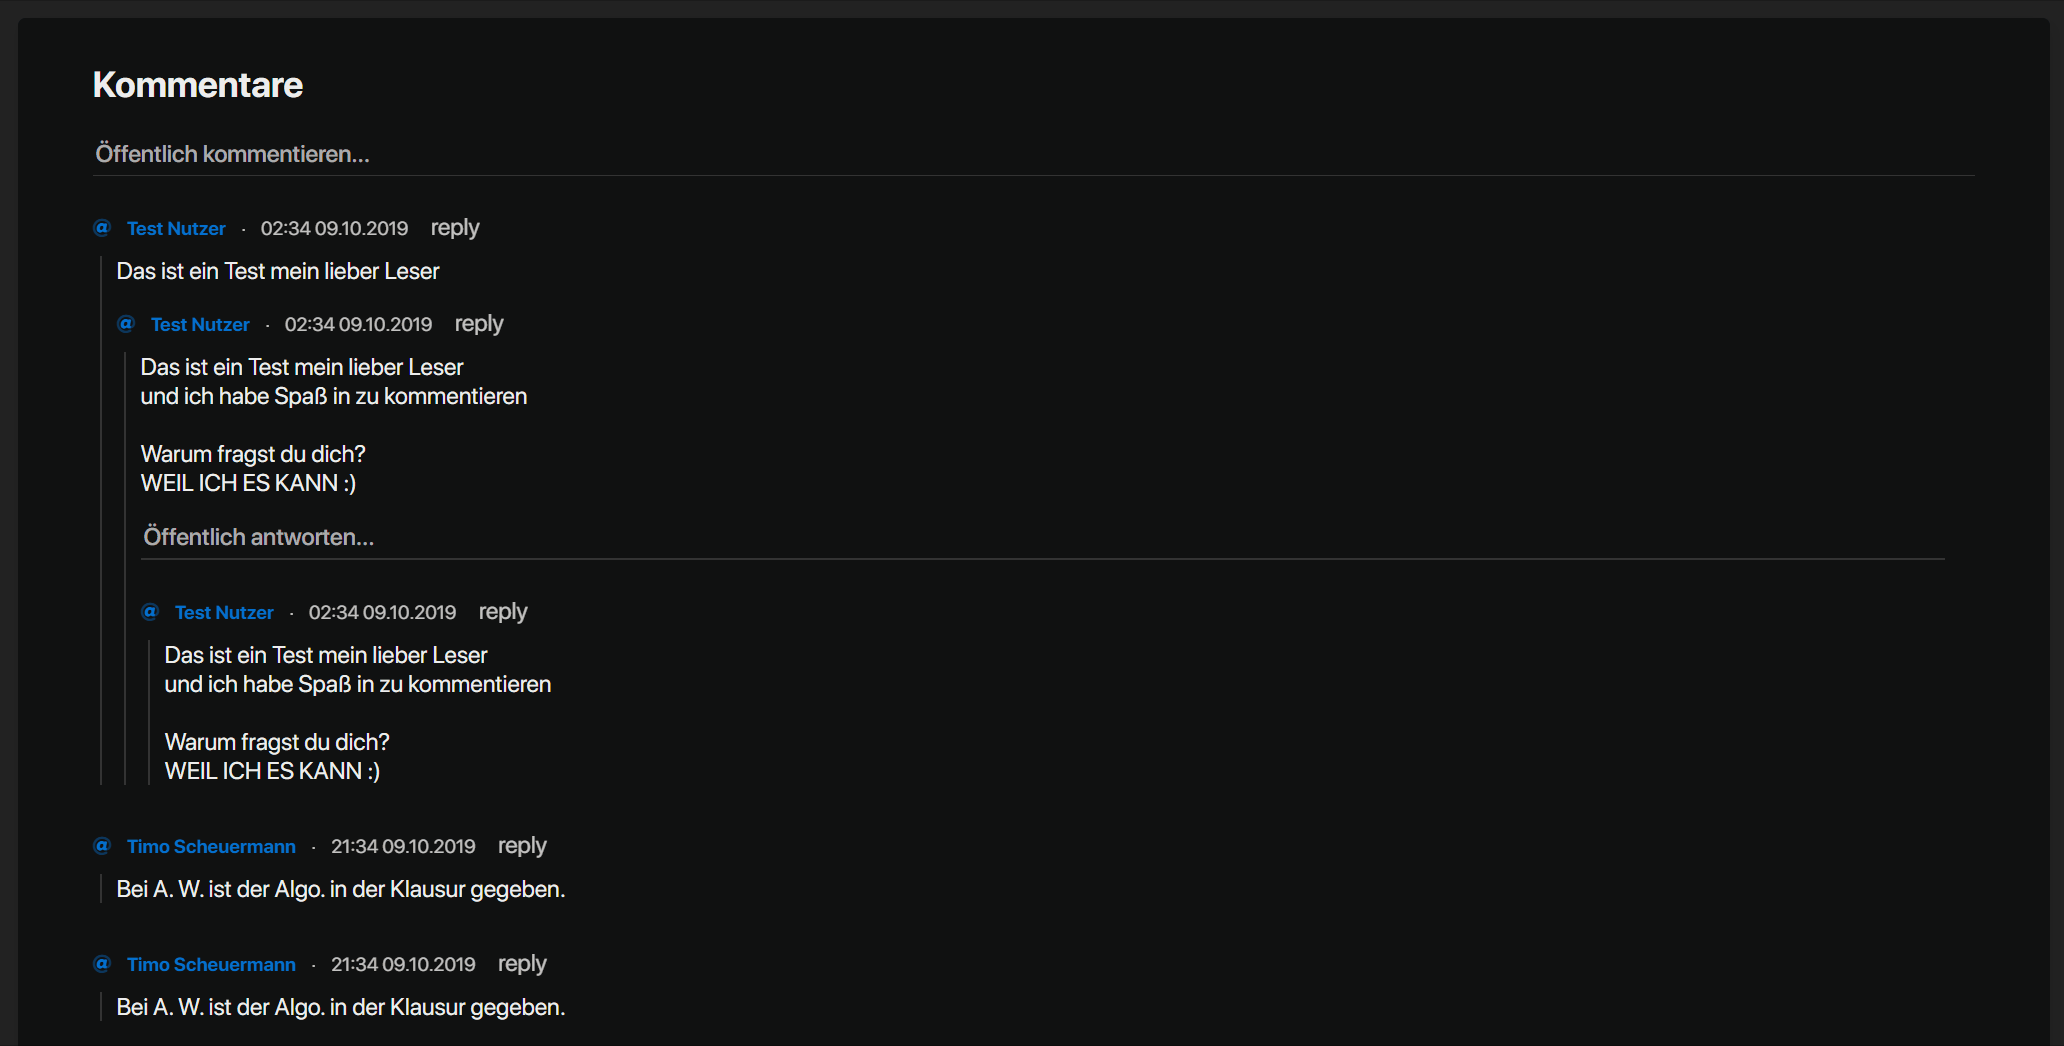 Kommentare
Öffentlich kommentieren...
@ Test Nutzer · 02:34 09.10.2019 reply
Das ist ein Test mein lieber Leser
@ Test Nutzer · 02:34 09.10.2019 reply
Das ist ein Test mein lieber Leser
und ich habe Spaß in zu kommentieren
Warum fragst du dich?
WEIL ICH ES KANN :)
Öffentlich antworten...
@ Test Nutzer · 02:34 09.10.2019 reply
Das ist ein Test mein lieber Leser
und ich habe Spaß in zu kommentieren
Warum fragst du dich?
WEIL ICH ES KANN :)
@ Timo Scheuermann · 21:34 09.10.2019 reply
Bei A. W. ist der Algo. in der Klausur gegeben.
@ Timo Scheuermann · 21:34 09.10.2019 reply
Bei A. W. ist der Algo. in der Klausur gegeben.